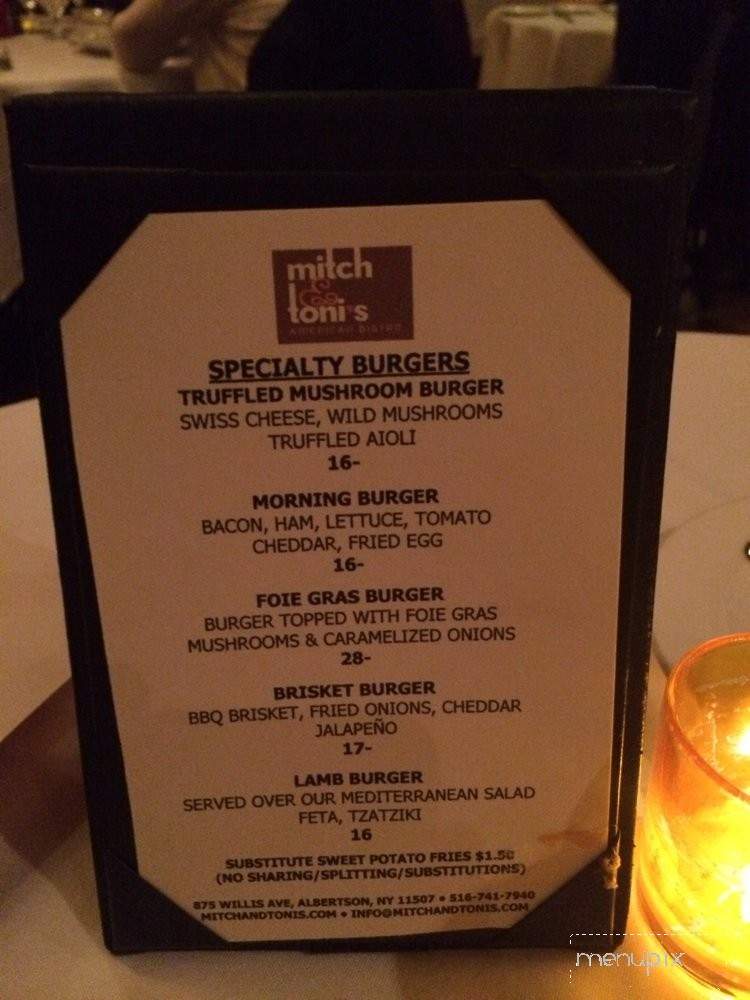 mitch
&
toni's
AMERICAN BISTRO
SPECIALTY BURGERS
TRUFFLED MUSHROOM BURGER
SWISS CHEESE, WILD MUSHROOMS
TRUFFLED AIOLI
16-
MORNING BURGER
BACON, HAM, LETTUCE, TOMATO
CHEDDAR, FRIED EGG
16-
FOIE GRAS BURGER
BURGER TOPPED WITH FOIE GRAS
MUSHROOMS & CARAMELIZED ONIONS
28-
BRISKET BURGER
BBQ BRISKET, FRIED ONIONS, CHEDDAR
JALAPEÑO
17-
LAMB BURGER
SERVED OVER OUR MEDITERRANEAN SALAD
FETA, TZATZIKI
16
SUBSTITUTE SWEET POTATO FRIES $1.50
(NO SHARING/SPLITTING/SUBSTITUTIONS)
875 WILLIS AVE, ALBERTSON, NY 11507 • 516-741-7940
MITCHANDTONIS.COM • INFO@MITCHANDTONIS.COM
menupix